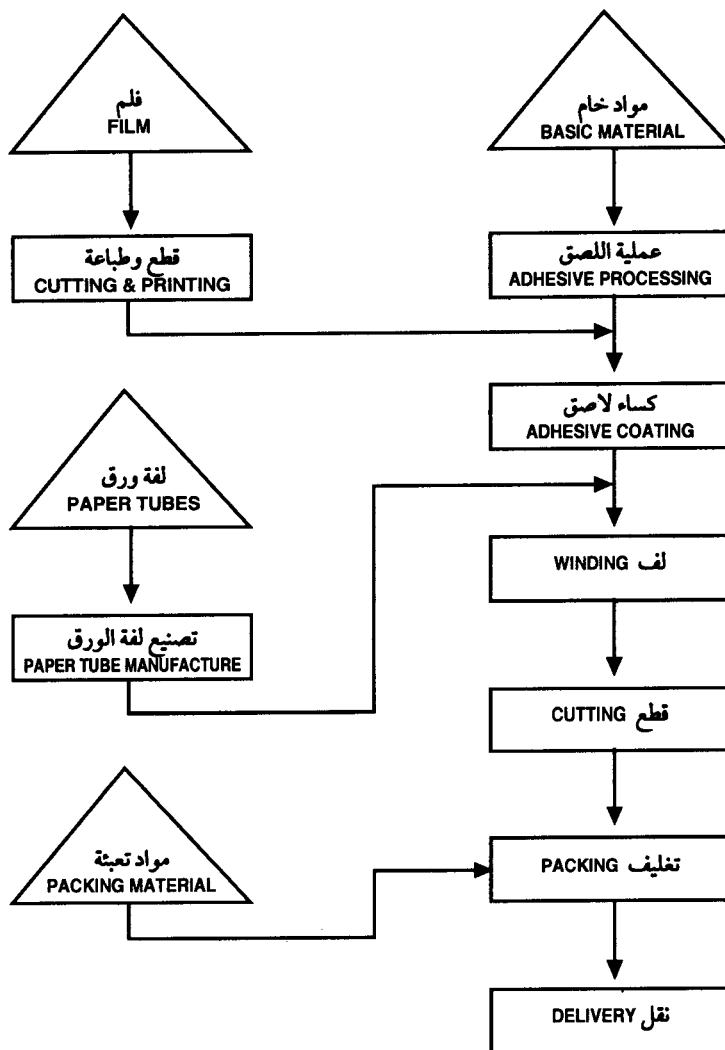 فلم
FILM
مواد خام
BASIC MATERIAL
قطع وطباعة
CUTTING & PRINTING
عملية اللصق
ADHESIVE PROCESSING
كساء لاصق
ADHESIVE COATING
لفة ورق
PAPER TUBES
WINDING لف
تصنيع لفة الورق
PAPER TUBE MANUFACTURE
CUTTING قطع
مواد تعبئة
PACKING MATERIAL
PACKING تغليف
DELIVERY نقل